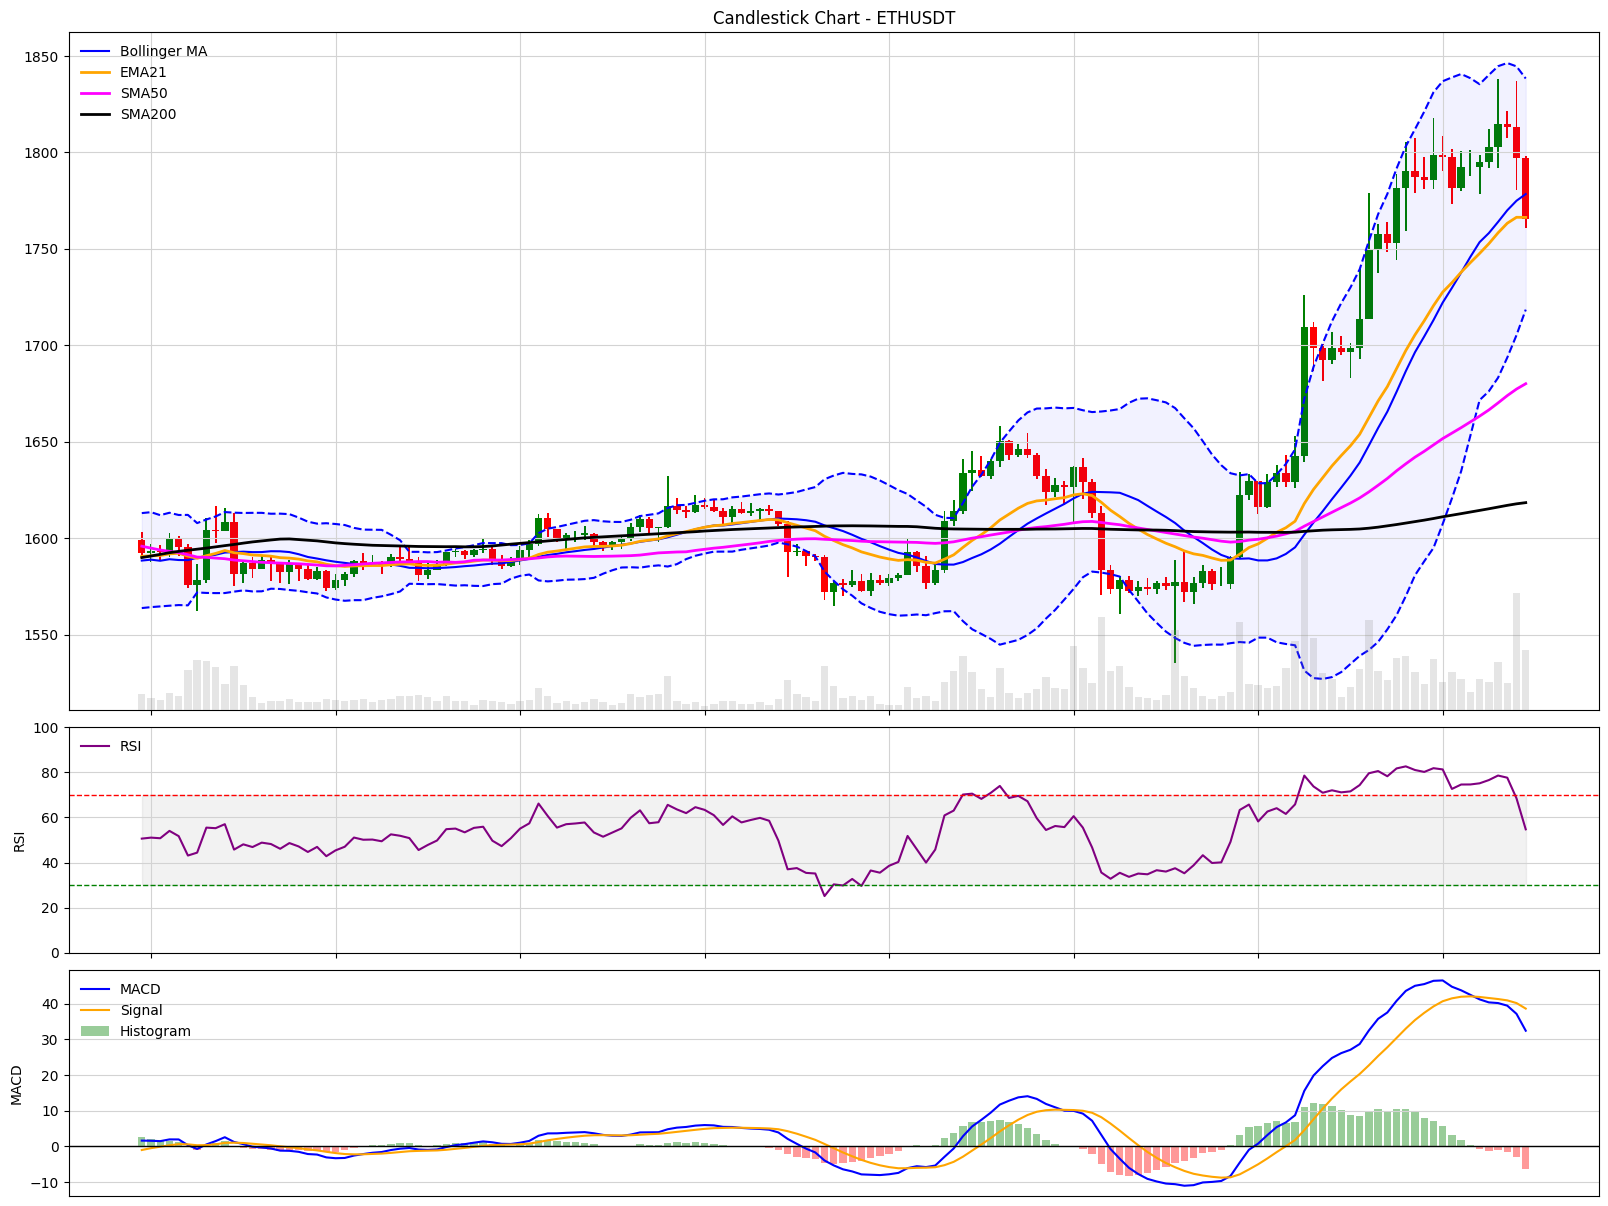 Candlestick Chart - ETHUSDT
Bollinger MA
EMA21
SMA50
SMA200
1850
1800
1750
1700
1650
1600
1550
RSI
100
80
60
40
20
0
RSI
MACD
Signal
Histogram
40
30
20
10
0
−10
MACD